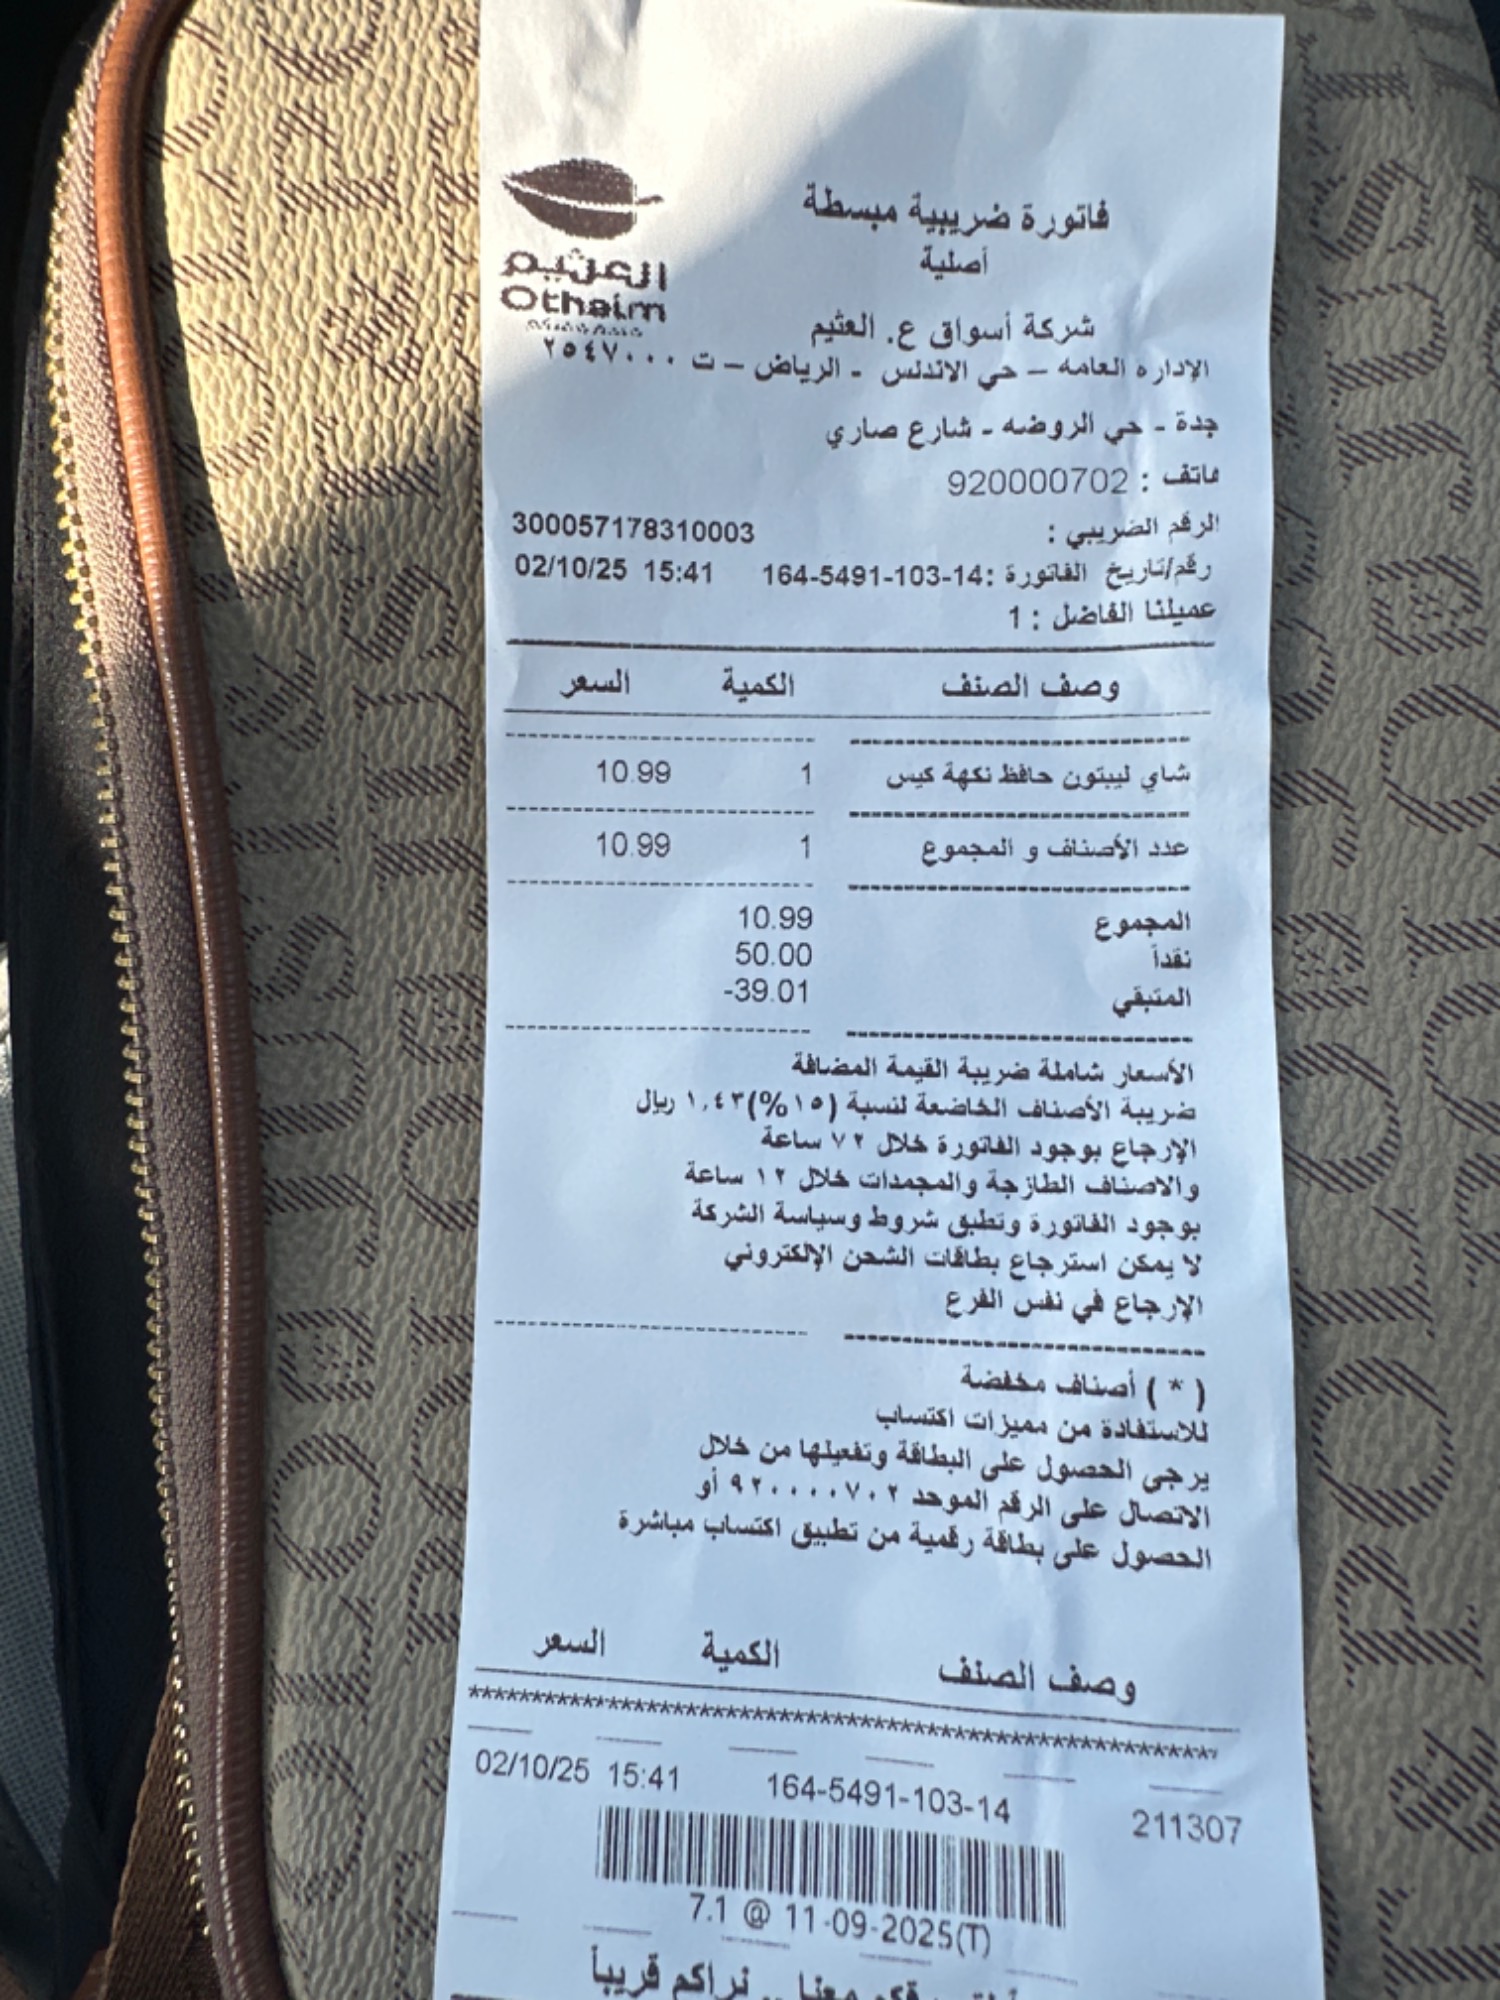 فاتورة ضريبية مبسطة
أصلية
العثيم
Othaim
شركة أسواق ع. العثيم
الإداره العامه – حي الاندلس - الرياض – ت ٢٥٤٧٠٠٠
جدة - حي الروضه - شارع صاري
هاتف : 920000702
الرقم الضريبي : 300057178310003
رقم/تاريخ الفاتورة :164-5491-103-14 02/10/25 15:41
عميلنا الفاضل : 1
وصف الصنف الكمية السعر
شاي ليبتون حافظ نكهة كيس 1 10.99
عدد الأصناف و المجموع 1 10.99
المجموع 10.99
نقداً 50.00
المتبقي -39.01
الأسعار شاملة ضريبة القيمة المضافة
ضريبة الأصناف الخاضعة لنسبة (١٥%)١,٤٣ ريال
الإرجاع بوجود الفاتورة خلال ٧٢ ساعة
والاصناف الطازجة والمجمدات خلال ١٢ ساعة
بوجود الفاتورة وتطبق شروط وسياسة الشركة
لا يمكن استرجاع بطاقات الشحن الإلكتروني
الإرجاع في نفس الفرع
( * ) أصناف مخفضة
للاستفادة من مميزات اكتساب
يرجى الحصول على البطاقة وتفعيلها من خلال
الاتصال على الرقم الموحد ٩٢٠٠٠٠٧٠٢ أو
الحصول على بطاقة رقمية من تطبيق اكتساب مباشرة
وصف الصنف الكمية السعر
******************************************************
02/10/25 15:41 164-5491-103-14 211307
7.1 @ 11-09-2025(T)
معنا .. نراكم قريباً